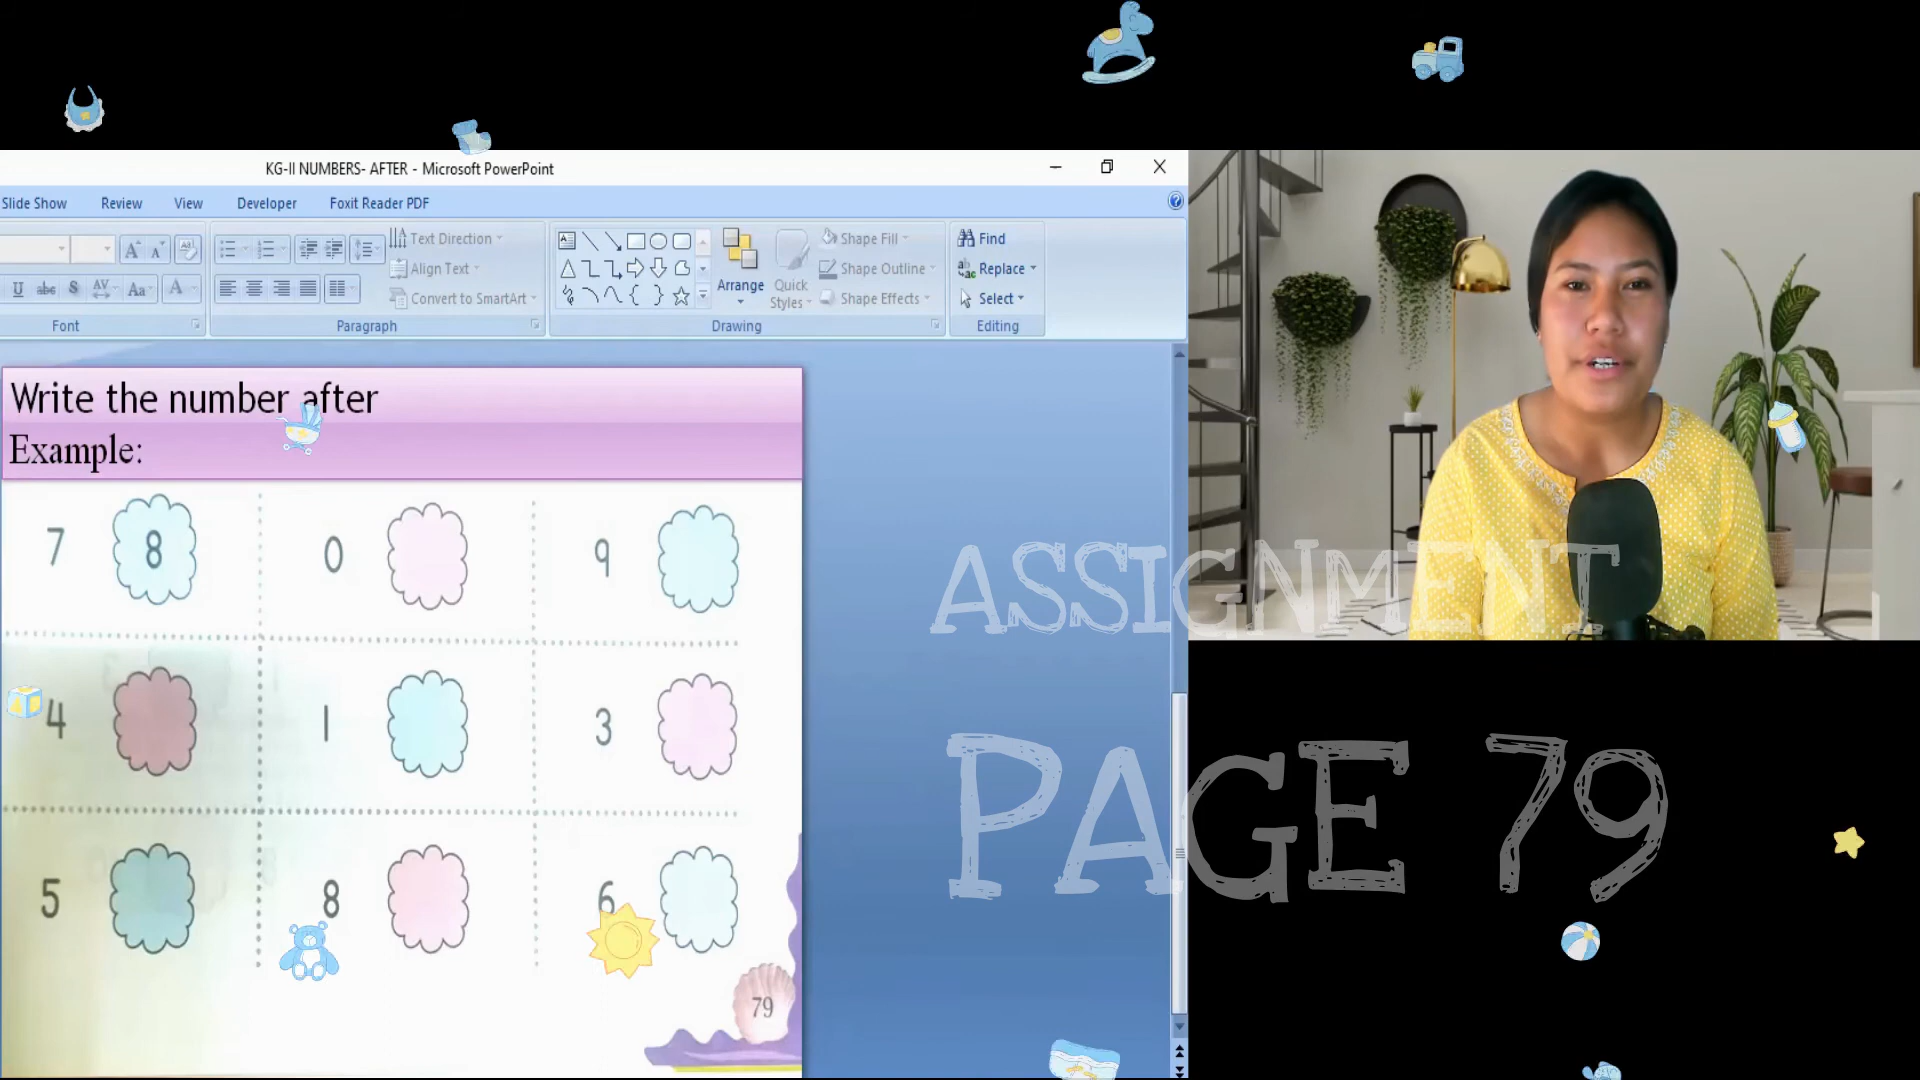 KG-II NUMBERS- AFTER - Microsoft PowerPoint
Slide Show Review View Developer Foxit Reader PDF
Text Direction
Align Text
Convert to SmartArt
Arrange
Quick Styles
Shape Fill
Shape Outline
Shape Effects
Find
Replace
Select
Font Paragraph Drawing Editing
Write the number after
Example:
7 8 0 9
4 1 3
5 8 6
79
ASSIGNMENT
PAGE 79